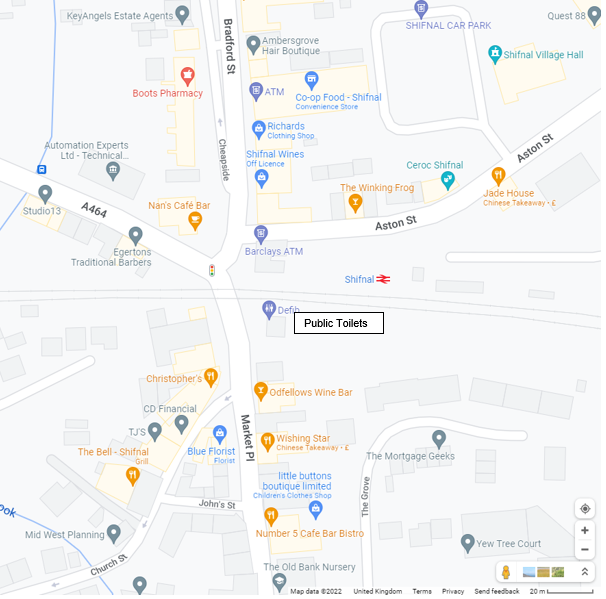 KeyAngels Estate Agents
Bradford St
SHIFNAL CAR PARK
Quest 88
Ambersgrove
Hair Boutique
Shifnal Village Hall
Boots Pharmacy
ATM
Co-op Food - Shifnal
Convenience Store
Richards
Clothing Shop
Cheapside
Automation Experts
Ltd - Technical...
Shifnal Wines
Off Licence
Aston St
Ceroc Shifnal
The Winking Frog
Jade House
Chinese Takeaway • £
Studio13
A464
Nan's Café Bar
Aston St
Egertons
Traditional Barbers
Barclays ATM
Shifnal
Defib
Public Toilets
Christopher's
Odfellows Wine Bar
CD Financial
Market Pl
TJ'S
Blue Florist
Florist
Wishing Star
Chinese Takeaway • £
The Bell - Shifnal
Grill
The Mortgage Geeks
little buttons
boutique limited
Children's Clothes Shop
The Grove
John's St
ook
Mid West Planning
Number 5 Cafe Bar Bistro
Yew Tree Court
Church St
The Old Bank Nursery
Map data ©2022 United Kingdom Terms Privacy Send feedback 20 m